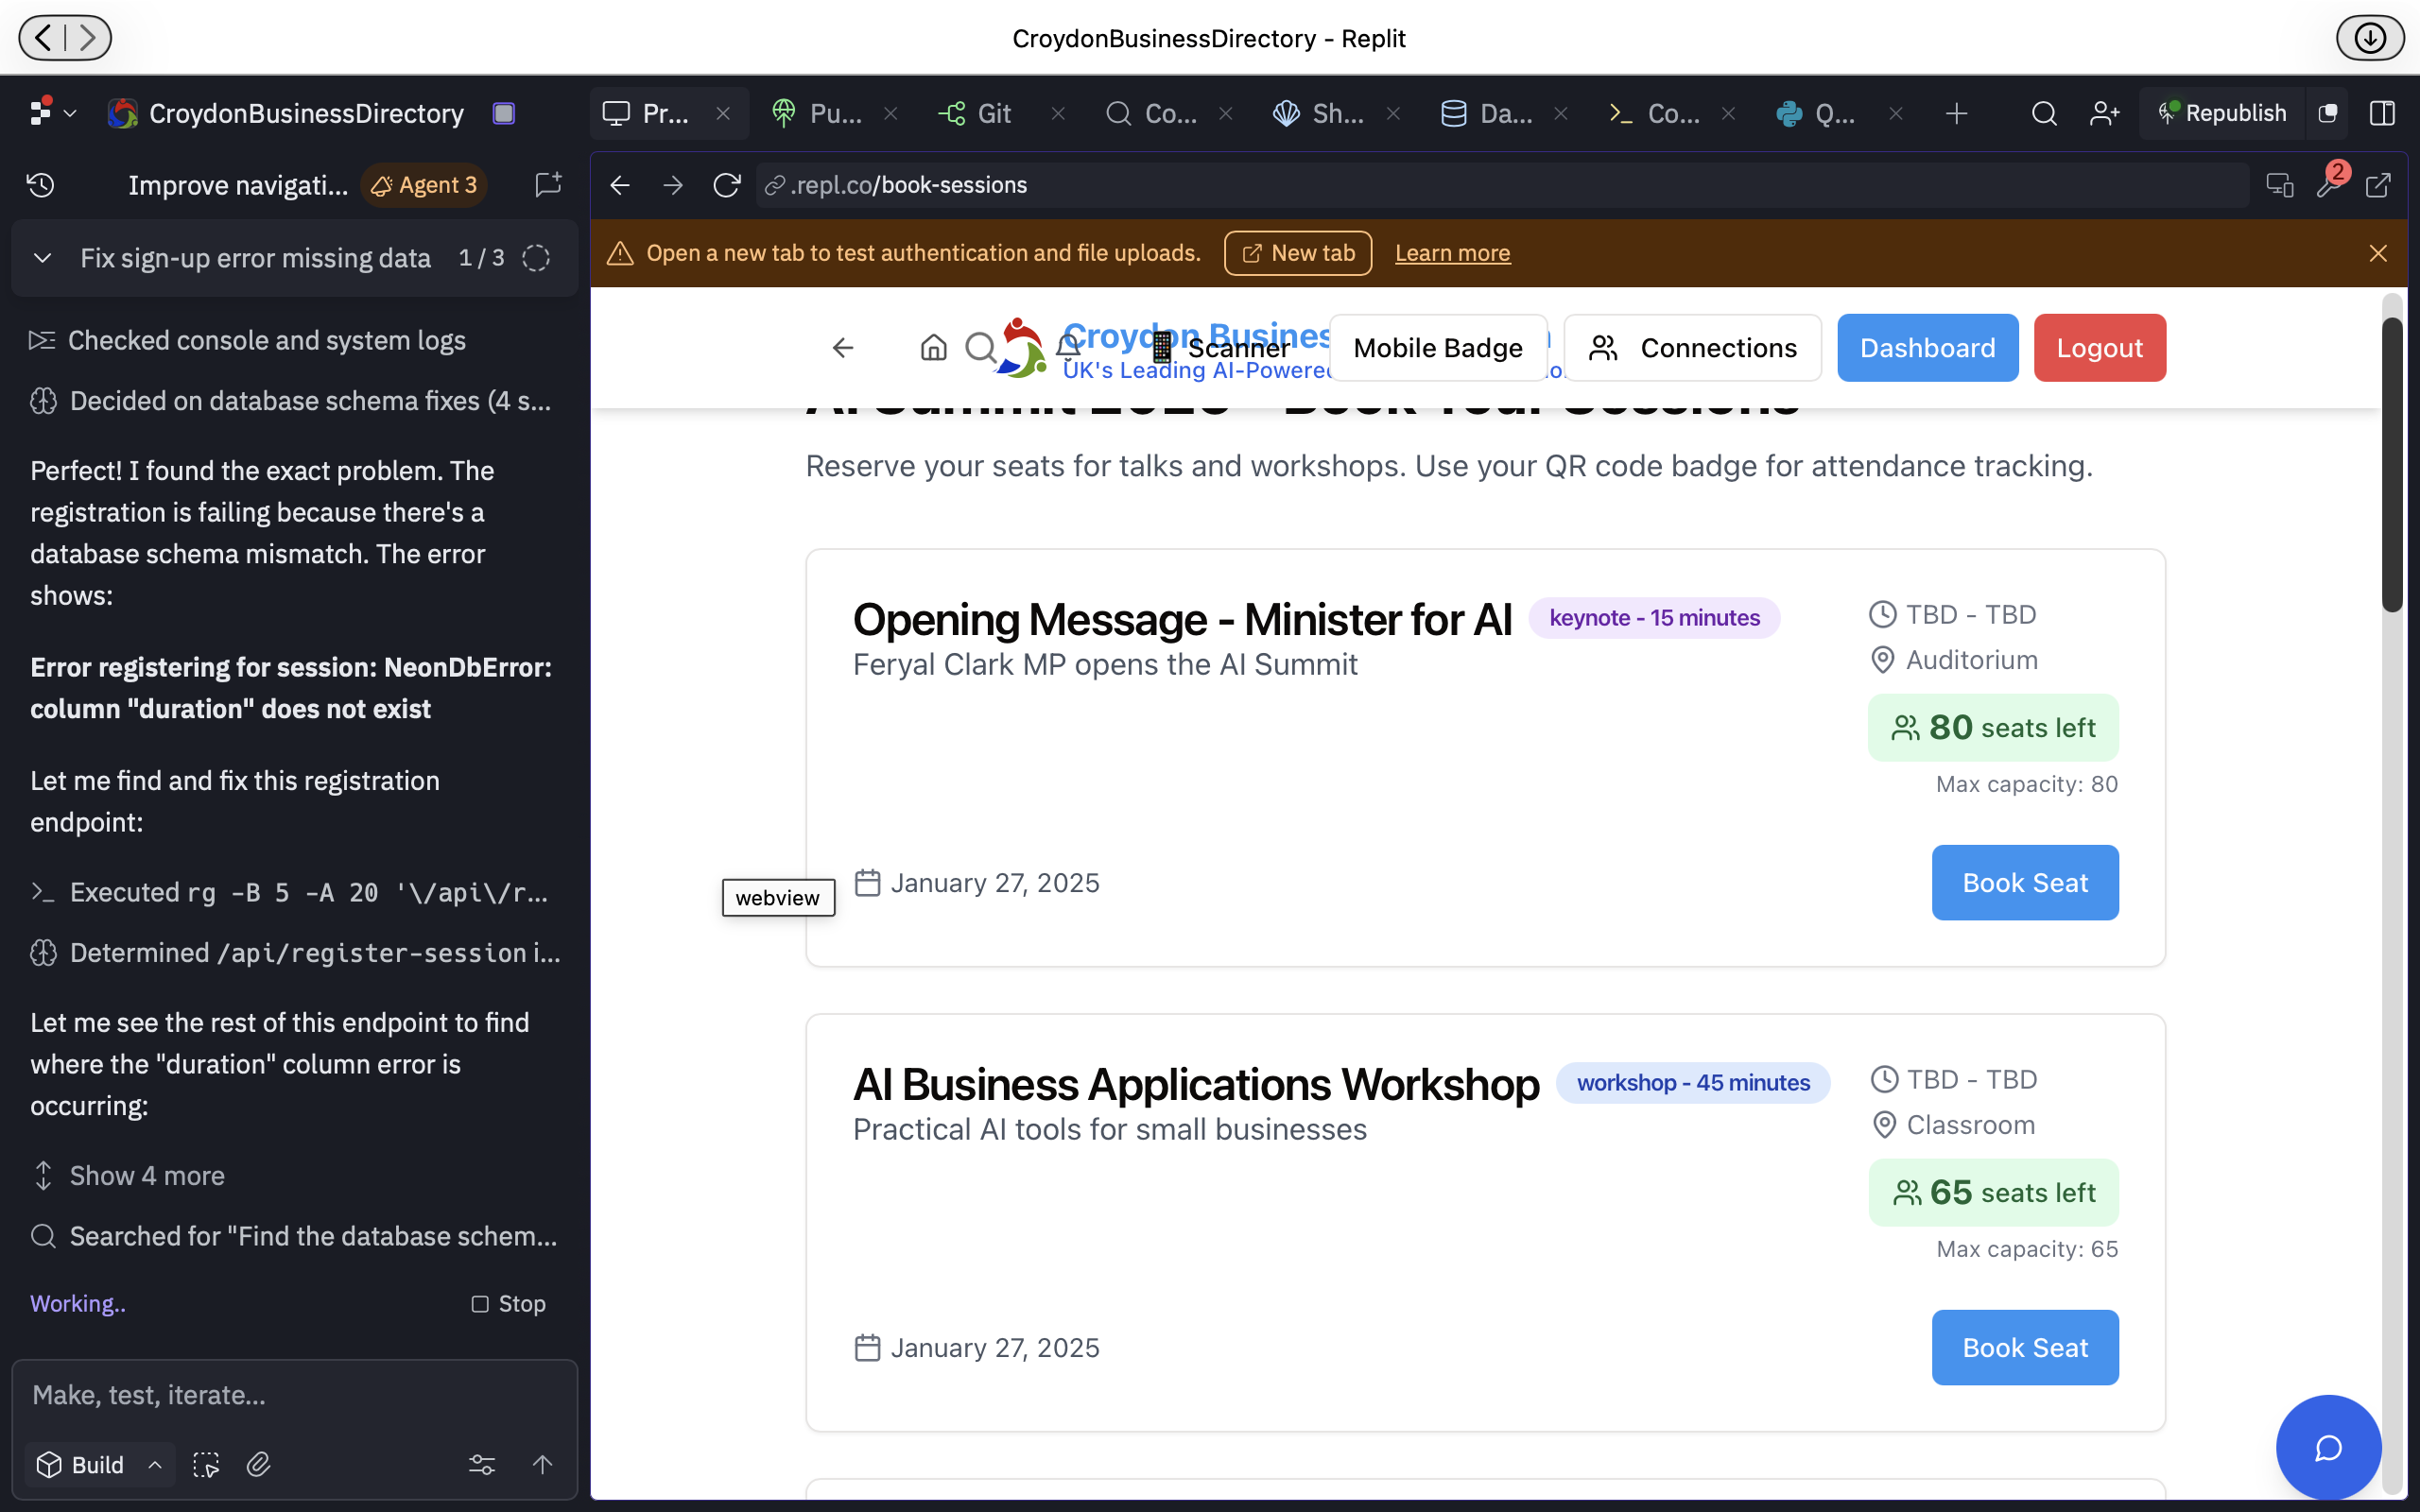 CroydonBusinessDirectory - Replit
CroydonBusinessDirectory
Pr...
Pu...
Git
Co...
Sh...
Da...
Co...
Q...
Republish
Improve navigati...
Agent 3
.repl.co/book-sessions
2
Fix sign-up error missing data
1 / 3
Open a new tab to test authentication and file uploads.
New tab
Learn more
Checked console and system logs
Decided on database schema fixes (4 s...
Perfect! I found the exact problem. The
registration is failing because there's a
database schema mismatch. The error
shows:
Error registering for session: NeonDbError:
column "duration" does not exist
Let me find and fix this registration
endpoint:
Executed rg -B 5 -A 20 '\/api\/r...
Determined /api/register-session i...
Let me see the rest of this endpoint to find
where the "duration" column error is
occurring:
Show 4 more
Searched for "Find the database schem...
Working..
Stop
Make, test, iterate...
Build
Croydon Busines
UK's Leading AI-Powere
Scanner
Mobile Badge
Connections
Dashboard
Logout
Book Your Sessions
Reserve your seats for talks and workshops. Use your QR code badge for attendance tracking.
Opening Message - Minister for AI
keynote - 15 minutes
Feryal Clark MP opens the AI Summit
TBD - TBD
Auditorium
80 seats left
Max capacity: 80
webview
January 27, 2025
Book Seat
AI Business Applications Workshop
workshop - 45 minutes
Practical AI tools for small businesses
TBD - TBD
Classroom
65 seats left
Max capacity: 65
January 27, 2025
Book Seat